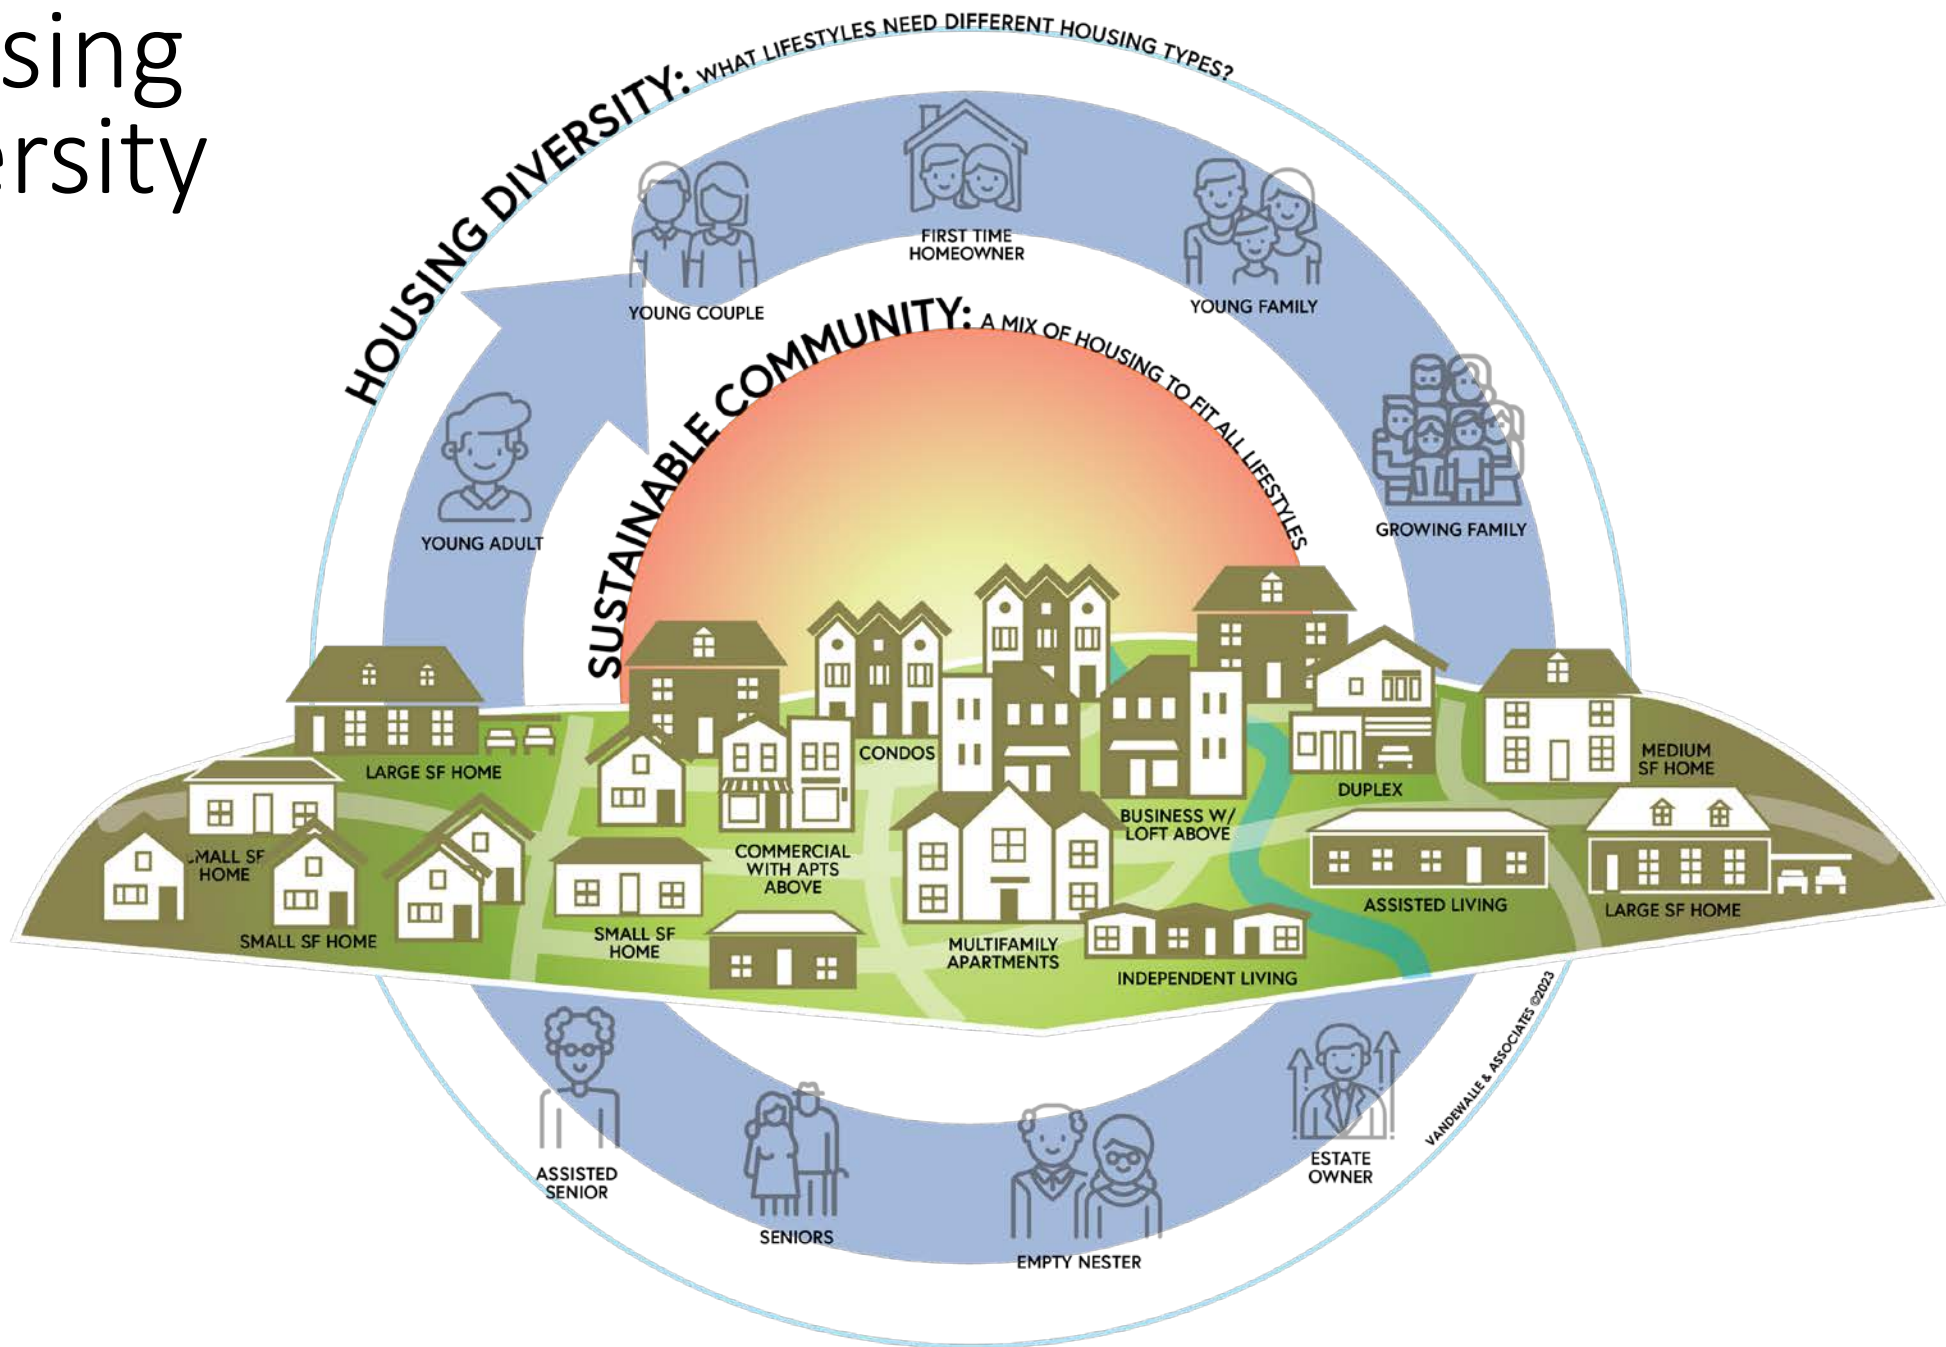 sing
ersity
HOUSING DIVERSITY: WHAT LIFESTYLES NEED DIFFERENT HOUSING TYPES?
FIRST TIME
HOMEOWNER
YOUNG COUPLE
YOUNG FAMILY
SUSTAINABLE COMMUNITY: A MIX OF HOUSING TO FIT ALL LIFESTYLES
GROWING FAMILY
YOUNG ADULT
CONDOS
MEDIUM
SF HOME
LARGE SF HOME
DUPLEX
BUSINESS W/
LOFT ABOVE
MALL SF
HOME
COMMERCIAL
WITH APTS
ABOVE
ASSISTED LIVING
LARGE SF HOME
SMALL SF HOME
SMALL SF
HOME
MULTIFAMILY
APARTMENTS
INDEPENDENT LIVING
VANDEWALLE & ASSOCIATES ©2023
ASSISTED
SENIOR
ESTATE
OWNER
SENIORS
EMPTY NESTER